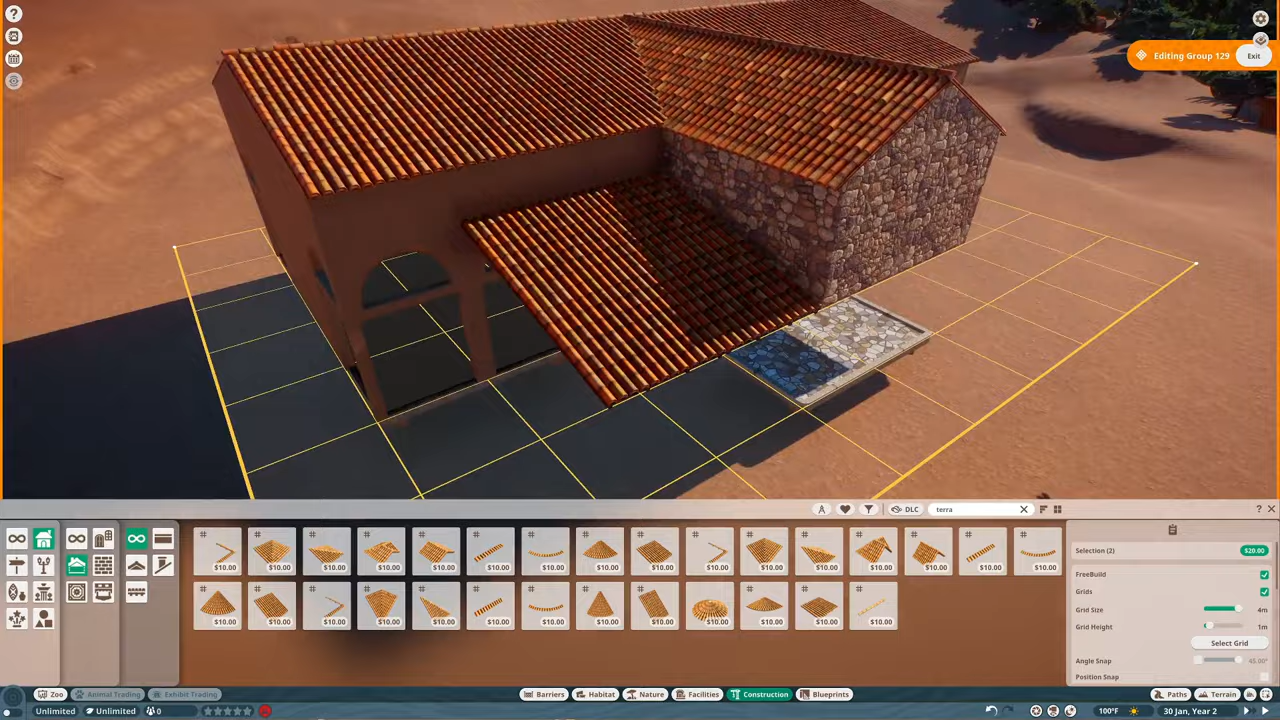 ?
Editing Group 129
Exit
DLC
terra
?
$10.00 $10.00 $10.00 $10.00 $10.00 $10.00 $10.00 $10.00 $10.00 $10.00 $10.00 $10.00 $10.00 $10.00 $10.00 $10.00
$10.00 $10.00 $10.00 $10.00 $10.00 $10.00 $10.00 $10.00 $10.00 $10.00 $10.00 $10.00 $10.00
Selection (2)
$20.00
FreeBuild
Grids
Grid Size
4m
Grid Height
1m
Select Grid
Angle Snap
45.00°
Position Snap
Zoo
Animal Trading
Exhibit Trading
Barriers
Habitat
Nature
Facilities
Construction
Blueprints
Paths
Terrain
Unlimited
Unlimited
0
100°F
30 Jan, Year 2